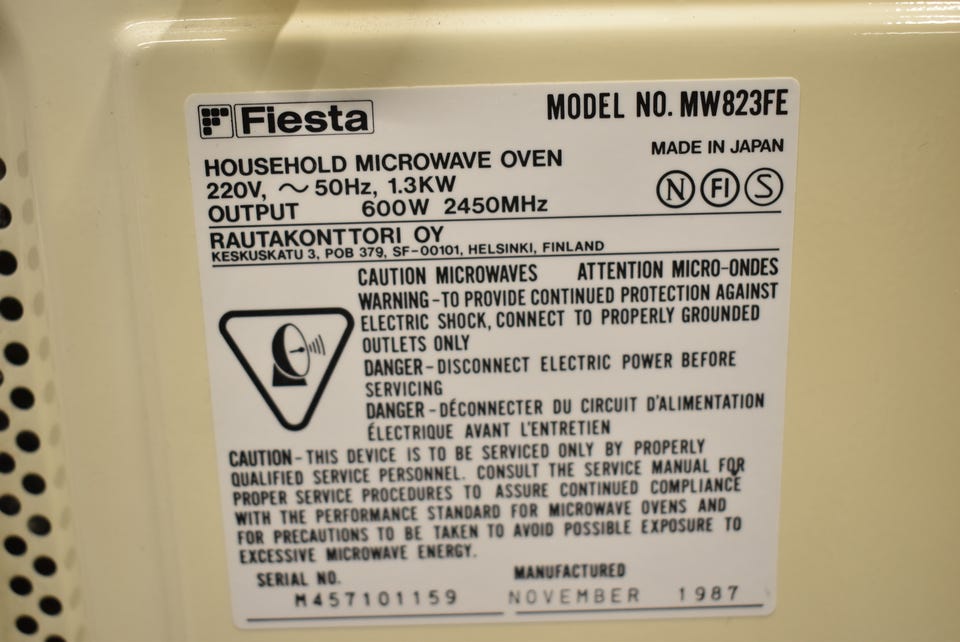 Fiesta MODEL NO. MW823FE
HOUSEHOLD MICROWAVE OVEN MADE IN JAPAN
220V, ~ 50Hz, 1.3KW N FI S
OUTPUT 600W 2450MHz
RAUTAKONTTORI OY
KESKUSKATU 3, POB 379, SF-00101, HELSINKI, FINLAND
CAUTION MICROWAVES ATTENTION MICRO-ONDES
WARNING-TO PROVIDE CONTINUED PROTECTION AGAINST
ELECTRIC SHOCK, CONNECT TO PROPERLY GROUNDED
OUTLETS ONLY
DANGER-DISCONNECT ELECTRIC POWER BEFORE
SERVICING
DANGER-DÉCONNECTER DU CIRCUIT D'ALIMENTATION
ÉLECTRIQUE AVANT L'ENTRETIEN
CAUTION-THIS DEVICE IS TO BE SERVICED ONLY BY PROPERLY
QUALIFIED SERVICE PERSONNEL. CONSULT THE SERVICE MANUAL FOR
PROPER SERVICE PROCEDURES TO ASSURE CONTINUED COMPLIANCE
WITH THE PERFORMANCE STANDARD FOR MICROWAVE OVENS AND
FOR PRECAUTIONS TO BE TAKEN TO AVOID POSSIBLE EXPOSURE TO
EXCESSIVE MICROWAVE ENERGY.
SERIAL NO. MANUFACTURED
M457101159 NOVEMBER 1987